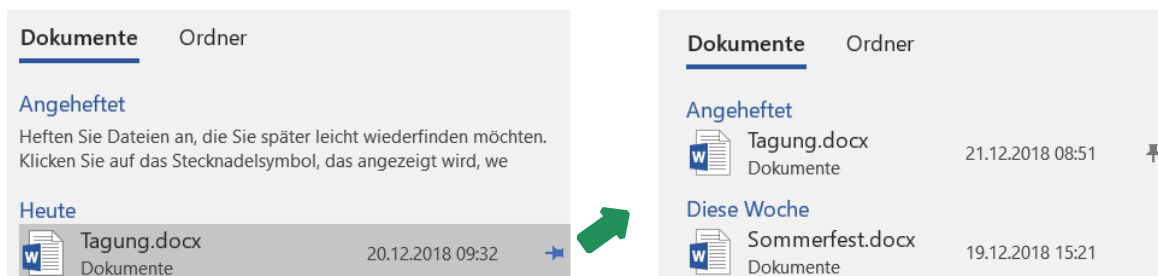 Dokumente Ordner
Angeheftet
Heften Sie Dateien an, die Sie später leicht wiederfinden möchten.
Klicken Sie auf das Stecknadelsymbol, das angezeigt wird, we
Heute
W Tagung.docx 20.12.2018 09:32
Dokumente
Dokumente Ordner
Angeheftet
W Tagung.docx 21.12.2018 08:51
Dokumente
Diese Woche
W Sommerfest.docx 19.12.2018 15:21
Dokumente